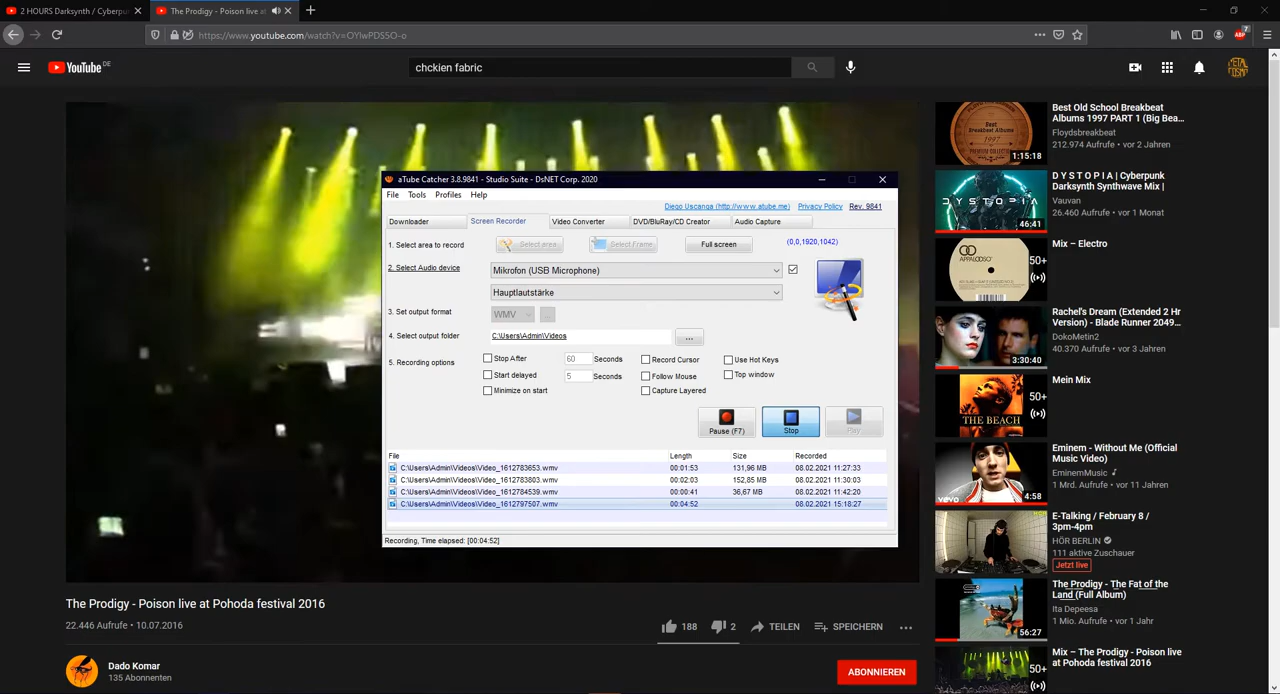 2 HOURS Darksynth / Cyberpu
The Prodigy - Poison live at
https://www.youtube.com/watch?v=OYlwPDS5O-o
ABP
7
YouTube DE
chckien fabric
METAL
aTube Catcher 3.8.9841 - Studio Suite - DsNET Corp. 2020
File Tools Profiles Help
Diego Uscanga (http://www.atube.me) Privacy Policy Rev. 9841
Downloader Screen Recorder Video Converter DVD/BluRay/CD Creator Audio Capture
1. Select area to record Select area Select Frame Full screen (0,0,1920,1042)
2. Select Audio device Mikrofon (USB Microphone)
Hauptlautstärke
3. Set output format WMV ...
4. Select output folder C:\Users\Admin\Videos ...
5. Recording options
Stop After 60 Seconds
Start delayed 5 Seconds
Minimize on start
Record Cursor
Follow Mouse
Capture Layered
Use Hot Keys
Top window
Pause (F7) Stop Play
File Length Size Recorded
C:\Users\Admin\Videos\Video_1612783653.wmv 00:01:53 131,96 MB 08.02.2021 11:27:33
C:\Users\Admin\Videos\Video_1612783803.wmv 00:02:03 152,85 MB 08.02.2021 11:30:03
C:\Users\Admin\Videos\Video_1612784539.wmv 00:00:41 36,67 MB 08.02.2021 11:42:20
C:\Users\Admin\Videos\Video_1612797507.wmv 00:04:52 08.02.2021 15:18:27
Recording, Time elapsed: [00:04:52]
The Prodigy - Poison live at Pohoda festival 2016
22.446 Aufrufe • 10.07.2016
188 2 TEILEN SPEICHERN ...
Dado Komar
135 Abonnenten
ABONNIEREN
Best
Breakbeat
Albums
1997
1:15:18
Best Old School Breakbeat
Albums 1997 PART 1 (Big Bea...
Floydsbreakbeat
212.974 Aufrufe • vor 2 Jahren
DYSTOPIA
46:41
D Y S T O P I A | Cyberpunk
Darksynth Synthwave Mix |
Vauvan
26.460 Aufrufe • vor 1 Monat
APPALOOSA
50+
Mix – Electro
3:30:40
Rachel's Dream (Extended 2 Hr
Version) - Blade Runner 2049...
DokoMetin2
40.370 Aufrufe • vor 3 Jahren
THE BEACH
50+
Mein Mix
vevo
4:58
Eminem - Without Me (Official
Music Video)
EminemMusic
1 Mrd. Aufrufe • vor 11 Jahren
E-Talking / February 8 /
3pm-4pm
HÖR BERLIN
111 aktive Zuschauer
Jetzt live
56:27
The Prodigy - The Fat of the
Land (Full Album)
Ita Depeesa
1 Mio. Aufrufe • vor 1 Jahr
50+
Mix – The Prodigy - Poison live
at Pohoda festival 2016